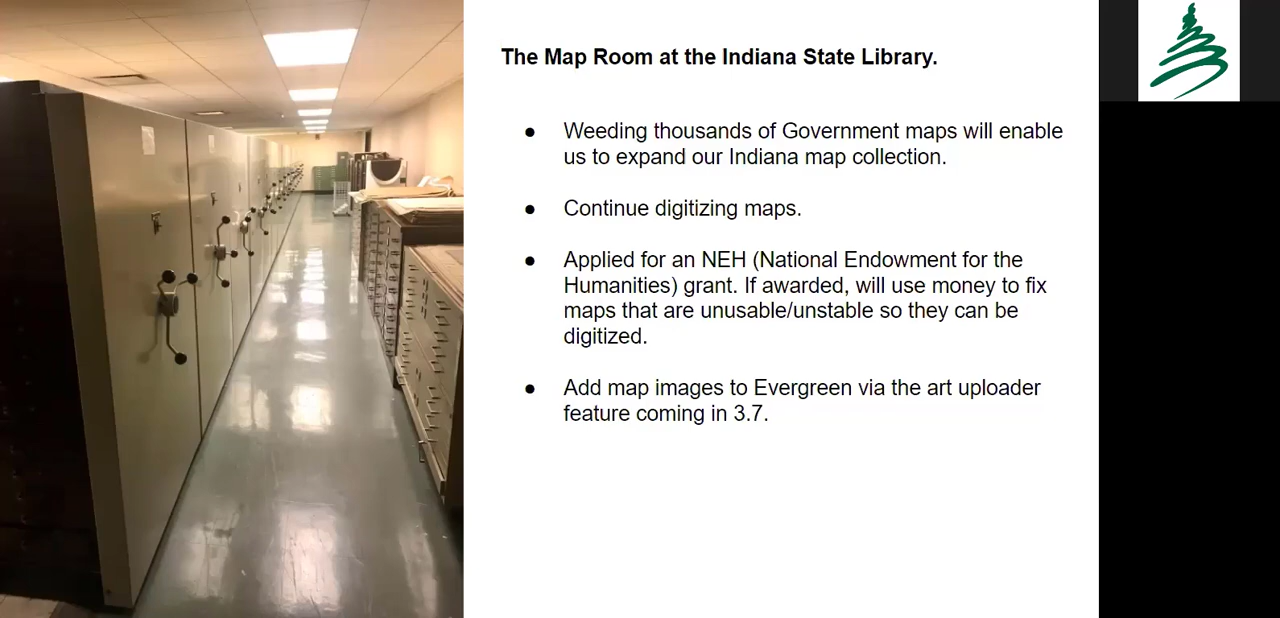 The Map Room at the Indiana State Library.
● Weeding thousands of Government maps will enable
us to expand our Indiana map collection.
● Continue digitizing maps.
● Applied for an NEH (National Endowment for the
Humanities) grant. If awarded, will use money to fix
maps that are unusable/unstable so they can be
digitized.
● Add map images to Evergreen via the art uploader
feature coming in 3.7.